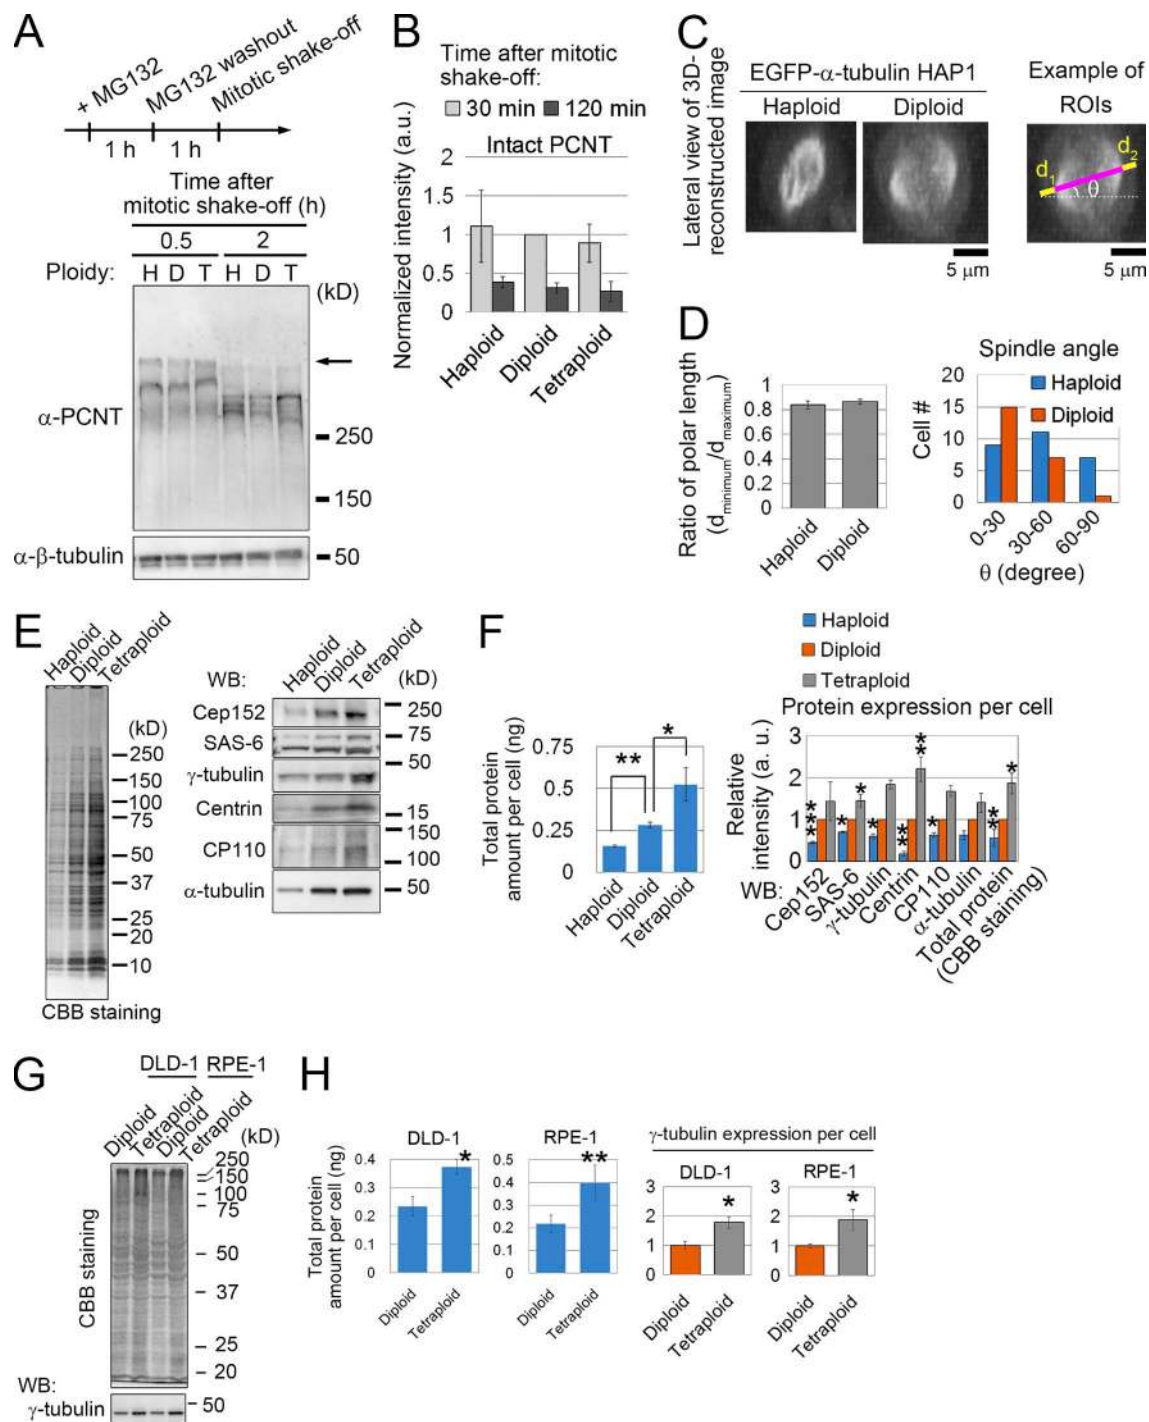 A
+ MG132
MG132 washout
Mitotic shake-off
1 h
1 h
Time after
mitotic shake-off (h)
0.5 2
Ploidy: H D T H D T
(kD)
α-PCNT
250
150
α-β-tubulin
50
B
Time after mitotic
shake-off:
30 min 120 min
Intact PCNT
Normalized intensity (a.u.)
2
1.5
1
0.5
0
Haploid
Diploid
Tetraploid
C
Lateral view of 3D-
reconstructed image
EGFP-α-tubulin HAP1
Haploid Diploid
Example of
ROIs
d1
d2
θ
5 μm
5 μm
D
Ratio of polar length
(dminimum/dmaximum)
1
0.8
0.6
0.4
0.2
0
Haploid
Diploid
Spindle angle
Haploid
Diploid
Cell #
20
15
10
5
0
0-30
30-60
60-90
θ (degree)
E
Haploid
Diploid
Tetraploid
(kD)
250
150
100
75
50
37
25
20
10
CBB staining
WB:
Haploid
Diploid
Tetraploid
(kD)
Cep152
250
SAS-6
75
50
γ-tubulin
Centrin
15
CP110
150
100
α-tubulin
50
F
Total protein
amount per cell (ng)
0.75
0.5
0.25
0
**
*
Haploid
Diploid
Tetraploid
Haploid
Diploid
Tetraploid
Protein expression per cell
Relative
intensity (a. u.)
3
2
1
0
***
*
*
*
**
**
*
**
*
WB:
Cep152
SAS-6
γ-tubulin
Centrin
CP110
α-tubulin
Total protein
(CBB staining)
G
DLD-1 RPE-1
Diploid
Tetraploid
Diploid
Tetraploid
(kD)
250
150
100
75
50
37
25
20
CBB staining
WB:
γ-tubulin
50
H
Total protein
amount per cell (ng)
DLD-1
0.4
0.3
0.2
0.1
0
*
Diploid
Tetraploid
RPE-1
0.5
0.4
0.3
0.2
0.2
0
**
Diploid
Tetraploid
γ-tubulin expression per cell
DLD-1
3
2
1
0
*
Diploid
Tetraploid
RPE-1
3
2
1
0
*
Diploid
Tetraploid